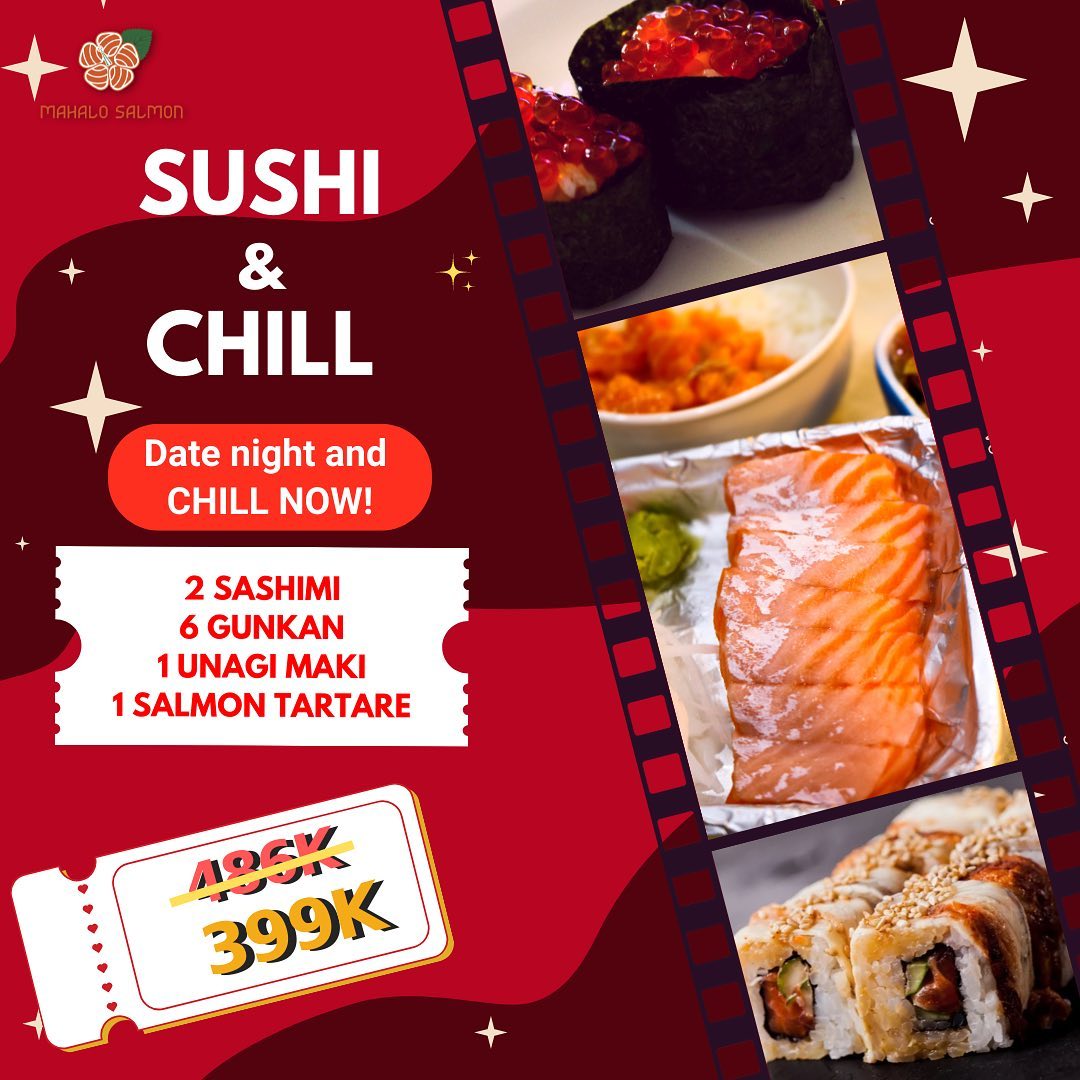 MAHALO SALMON
SUSHI
&
CHILL
Date night and
CHILL NOW!
2 SASHIMI
6 GUNKAN
1 UNAGI MAKI
1 SALMON TARTARE
486K
399K